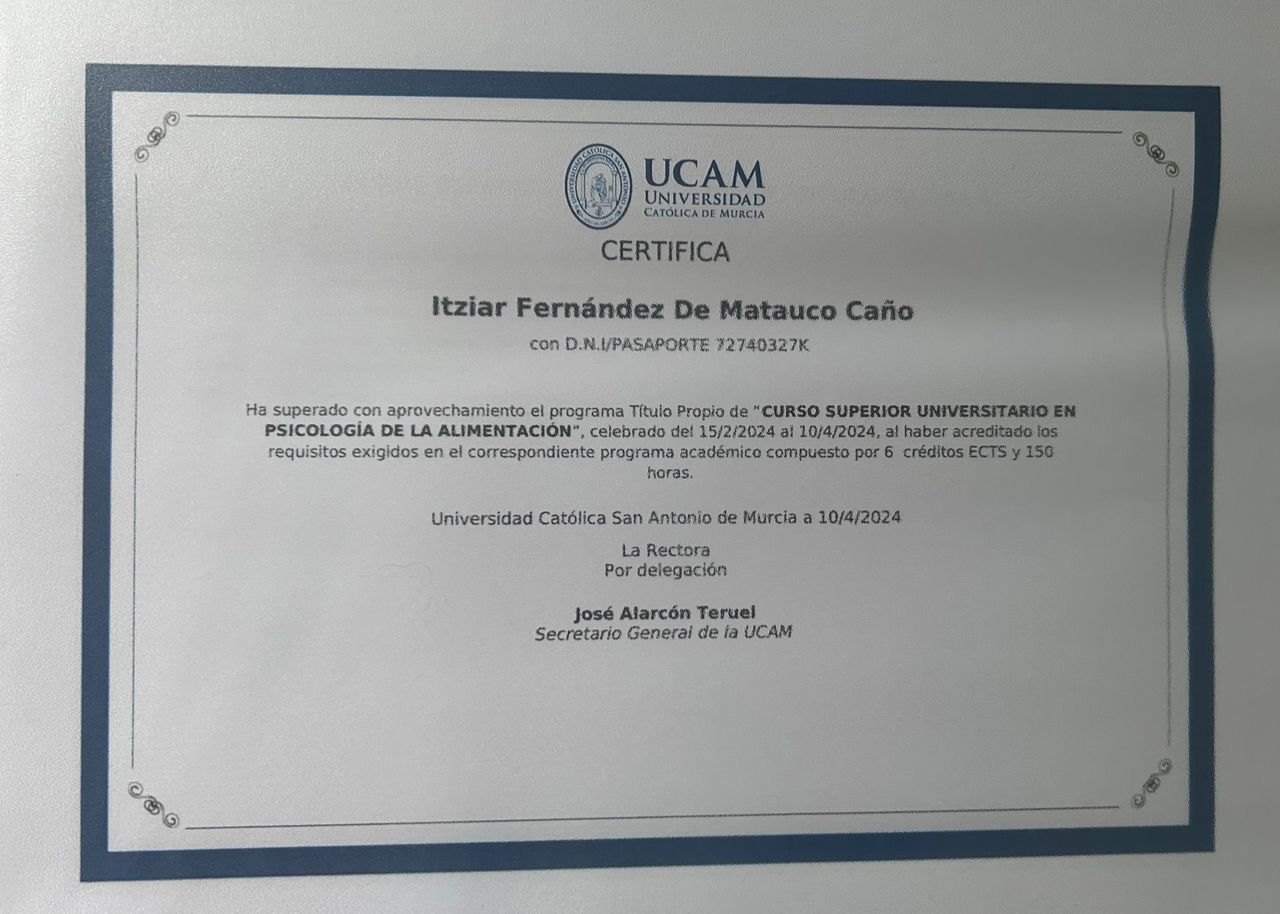 UCAM
UNIVERSIDAD
CATÓLICA DE MURCIA
CERTIFICA
Itziar Fernández De Matauco Caño
con D.N.I/PASAPORTE 72740327K
Ha superado con aprovechamiento el programa Título Propio de "CURSO SUPERIOR UNIVERSITARIO EN
PSICOLOGÍA DE LA ALIMENTACIÓN", celebrado del 15/2/2024 al 10/4/2024, al haber acreditado los
requisitos exigidos en el correspondiente programa académico compuesto por 6 créditos ECTS y 150
horas.
Universidad Católica San Antonio de Murcia a 10/4/2024
La Rectora
Por delegación
José Alarcón Teruel
Secretario General de la UCAM